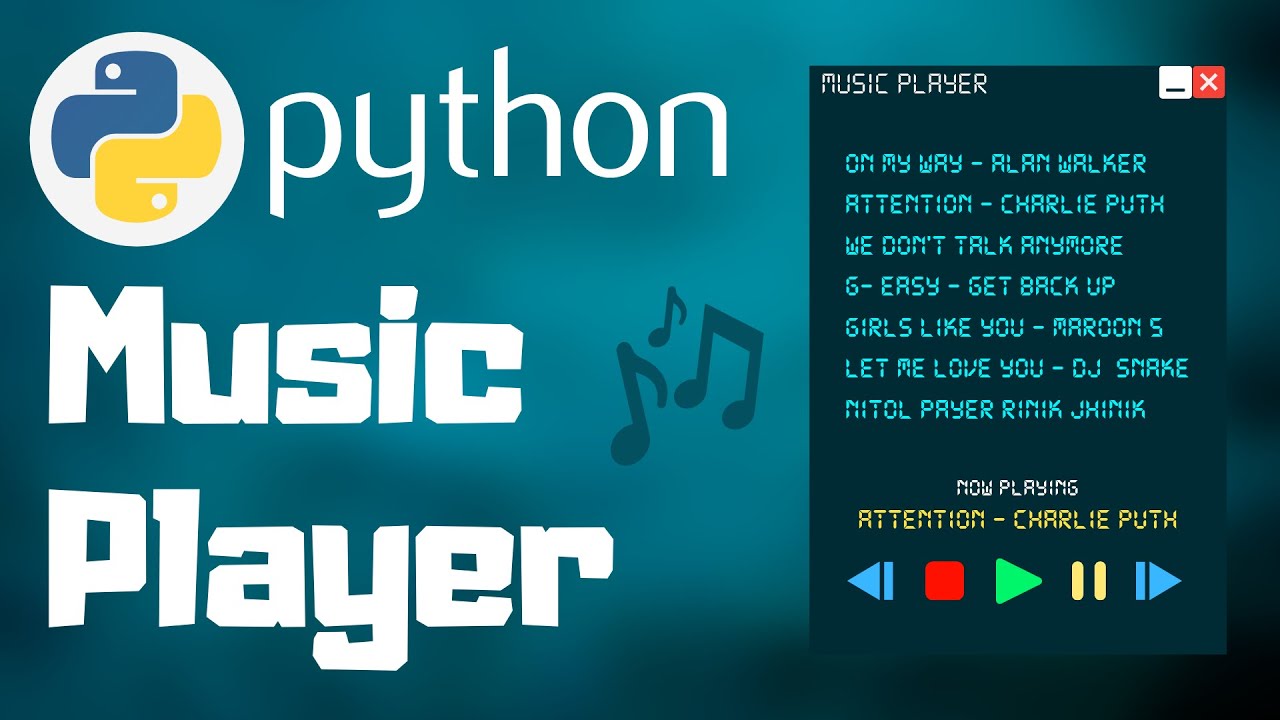 python
Music
Player
MUSIC PLAYER
ON MY WAY - ALAN WALKER
ATTENTION - CHARLIE PUTH
WE DON'T TALK ANYMORE
G- EASY - GET BACK UP
GIRLS LIKE YOU - MAROON 5
LET ME LOVE YOU - DJ SNAKE
NITOL PAYER RINIK JHINIK
NOW PLAYING
ATTENTION - CHARLIE PUTH